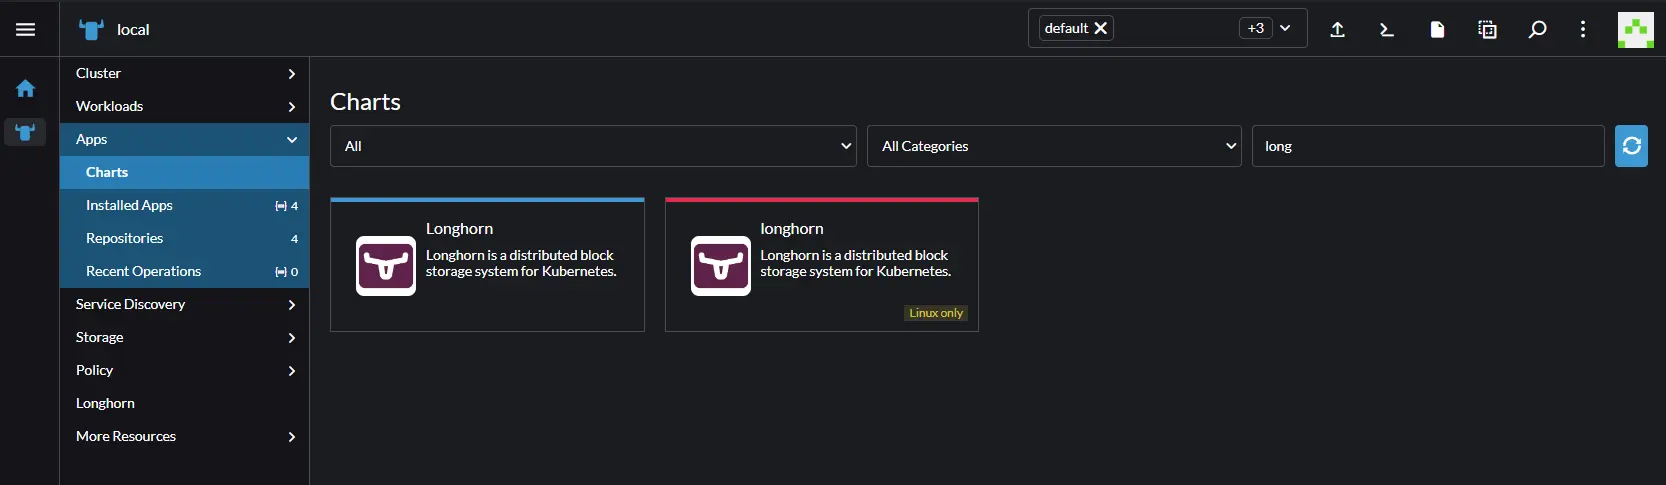 local
default
+3
Cluster
Workloads
Apps
Charts
Installed Apps 4
Repositories 4
Recent Operations 0
Service Discovery
Storage
Policy
Longhorn
More Resources
Charts
All
All Categories
long
Longhorn
Longhorn is a distributed block
storage system for Kubernetes.
longhorn
Longhorn is a distributed block
storage system for Kubernetes.
Linux only